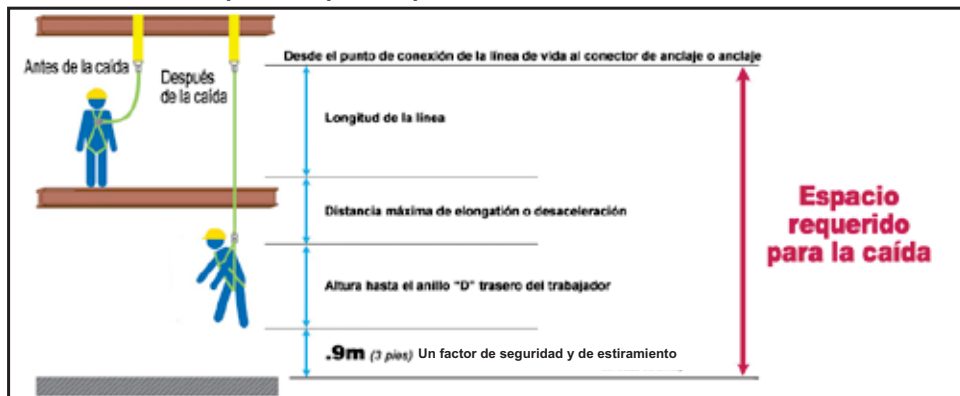 Antes de la caída
Después
de la caída
Desde el punto de conexión de la línea de vida al conector de anclaje o anclaje
Longitud de la línea
Distancia máxima de elongatión o desaceleración
Altura hasta el anillo "D" trasero del trabajador
.9m (3 pies) Un factor de seguridad y de estiramiento
Espacio
requerido
para la caída